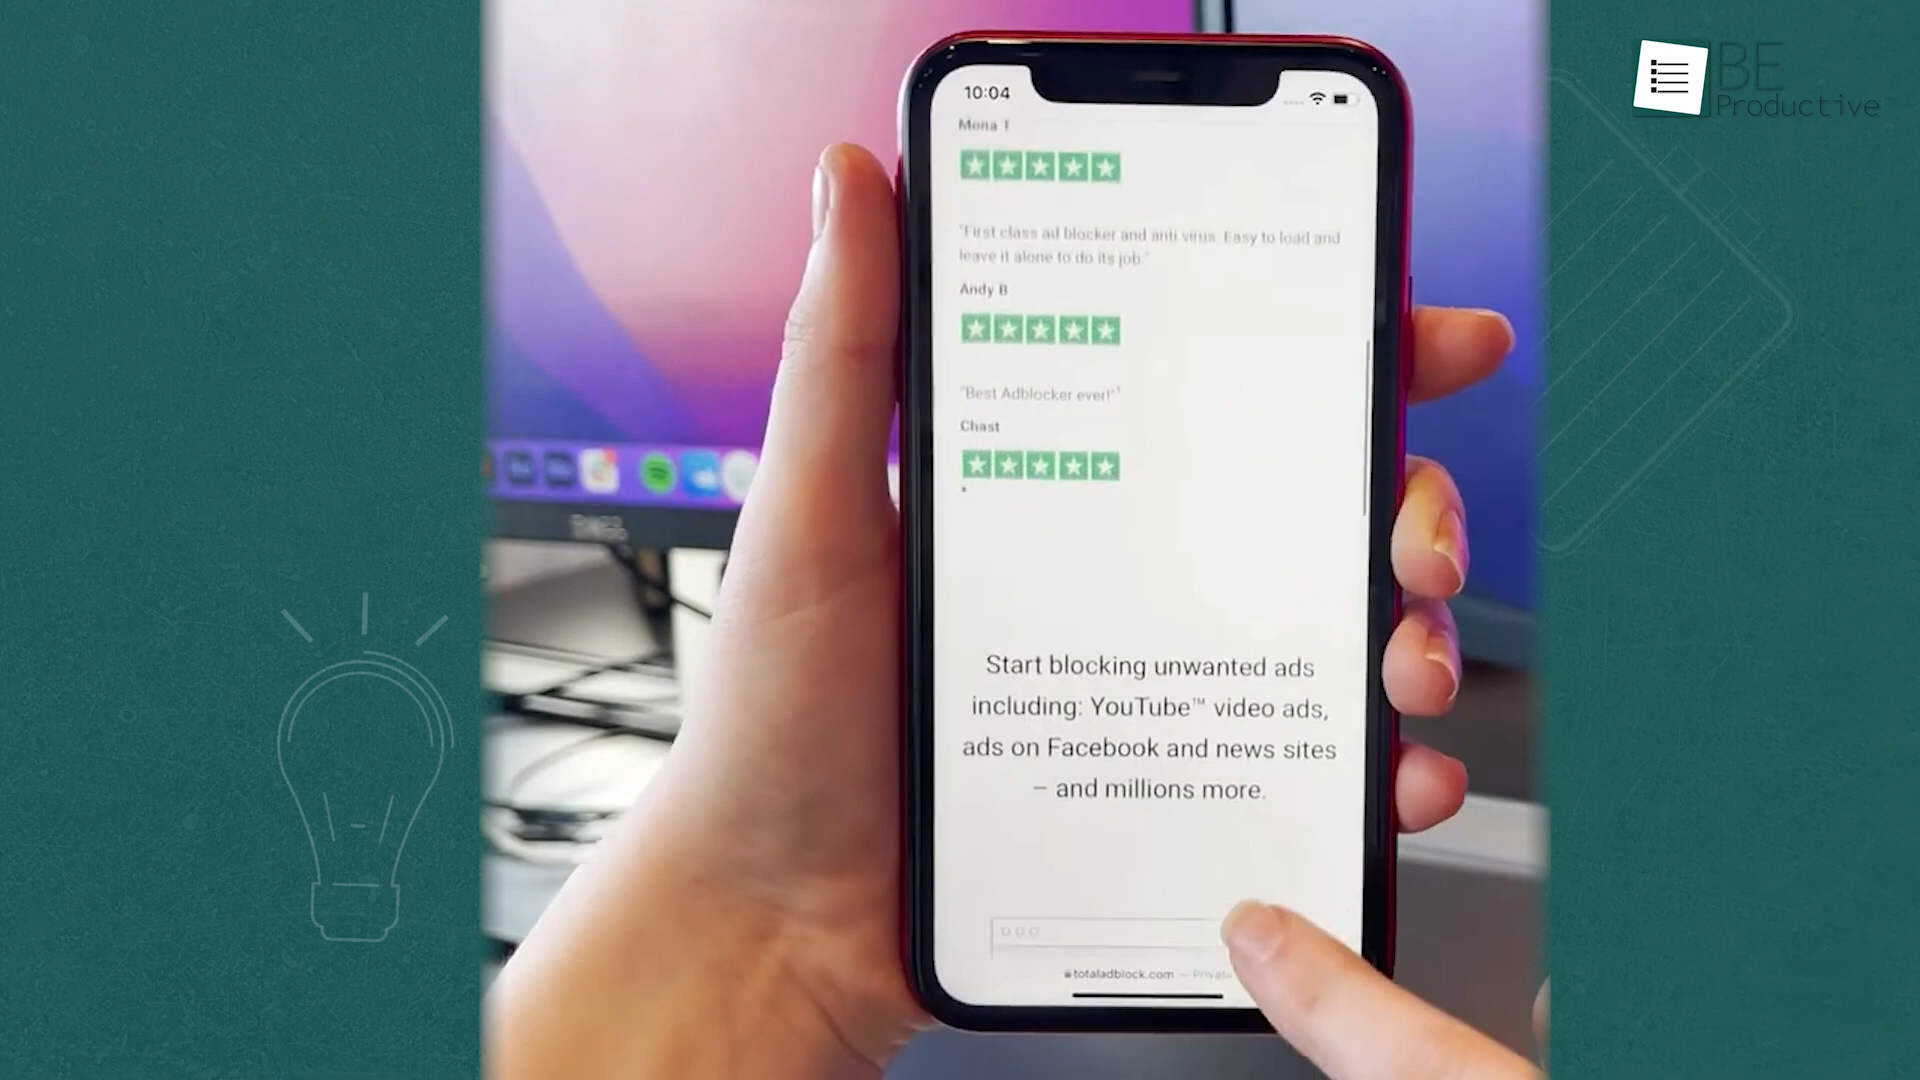 BE
Productive
10:04
Mona T
"First class ad blocker and anti virus. Easy to load and
leave it alone to do its job."
Andy B
"Best Adblocker ever!"¹
Chast
Start blocking unwanted ads
including: YouTube™ video ads,
ads on Facebook and news sites
– and millions more.
totaladblock.com — Private